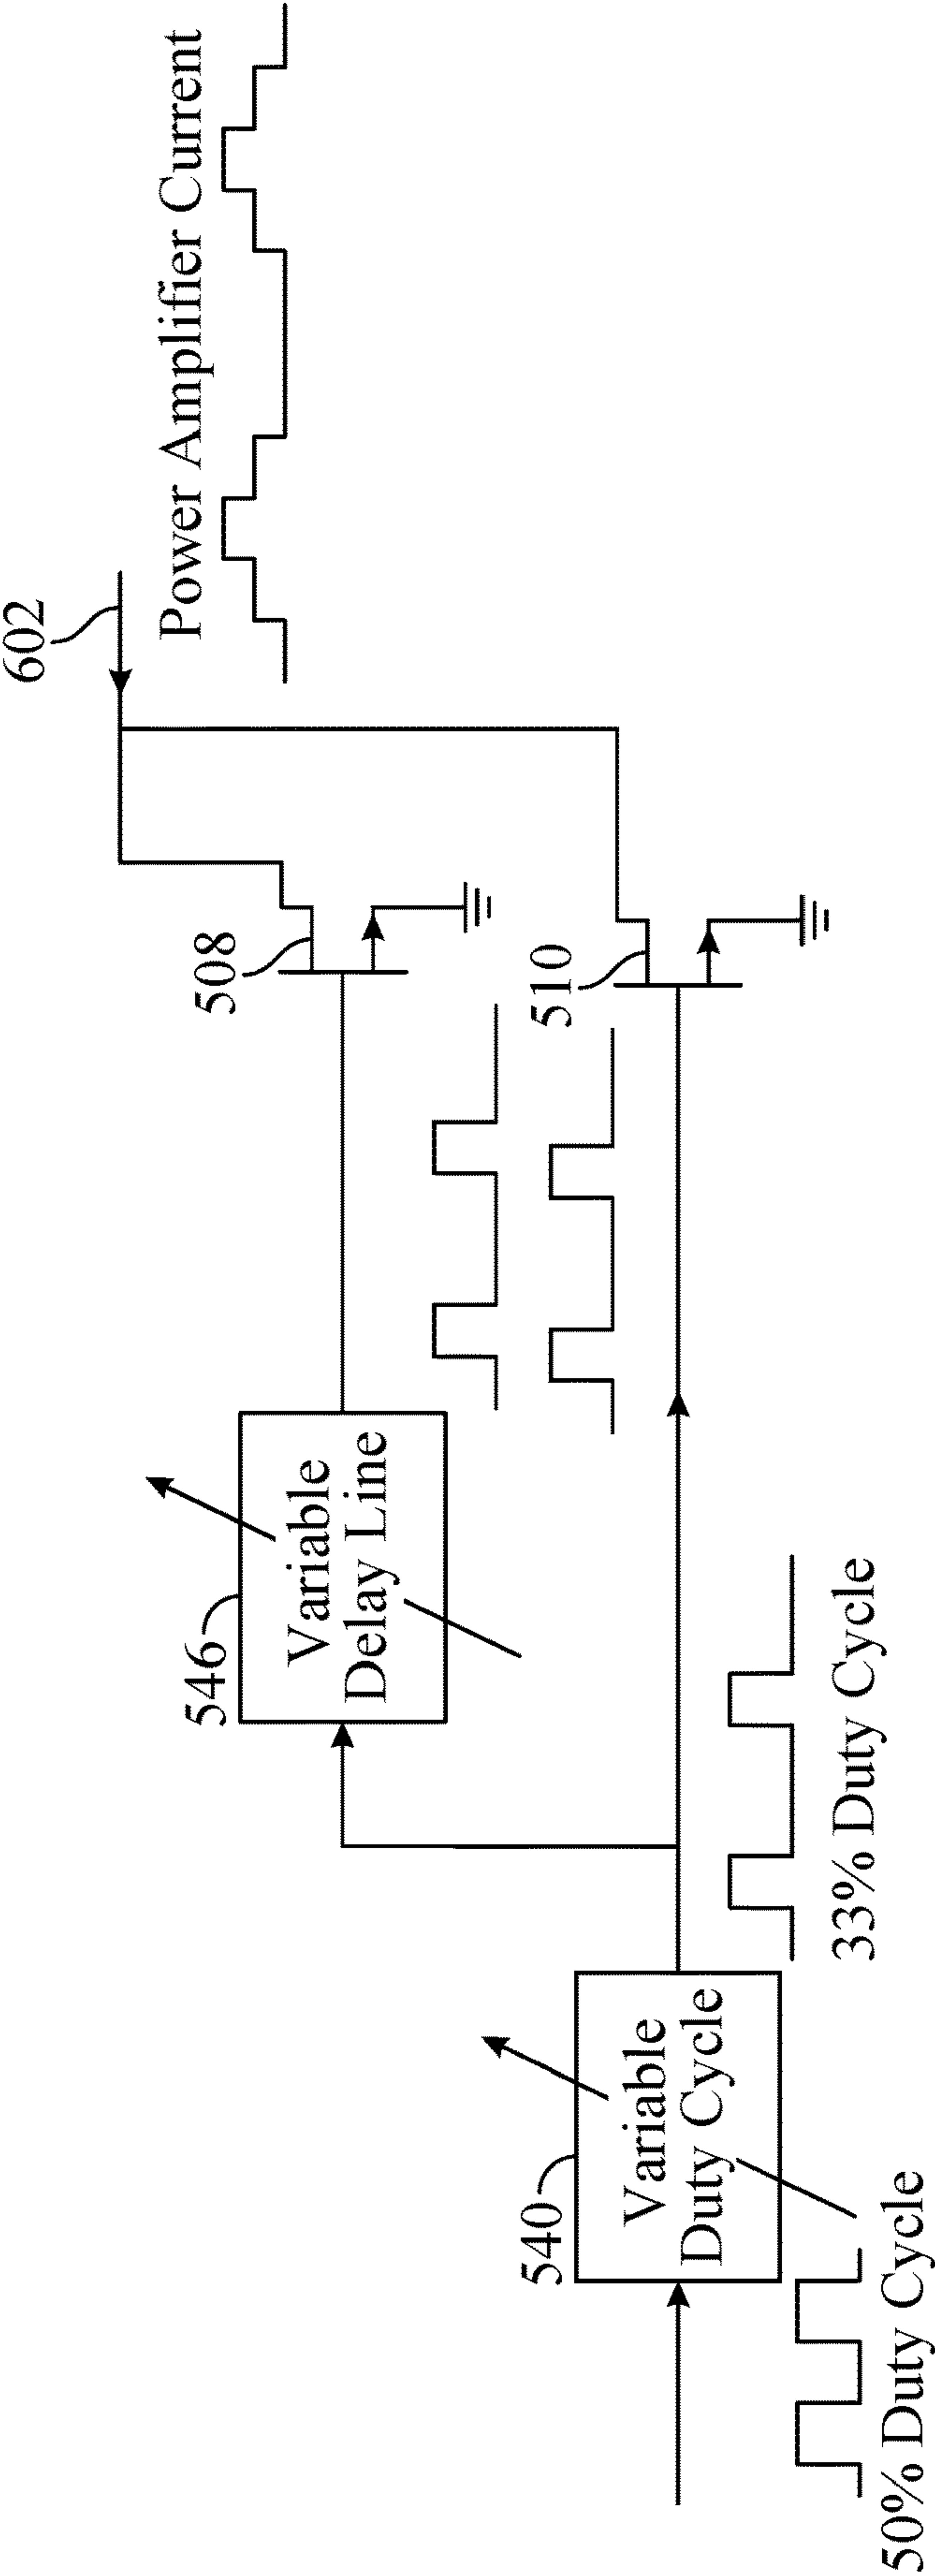 602
Power Amplifier Current
508
510
546
Variable
Delay Line
540
Variable
Duty Cycle
33% Duty Cycle
50% Duty Cycle